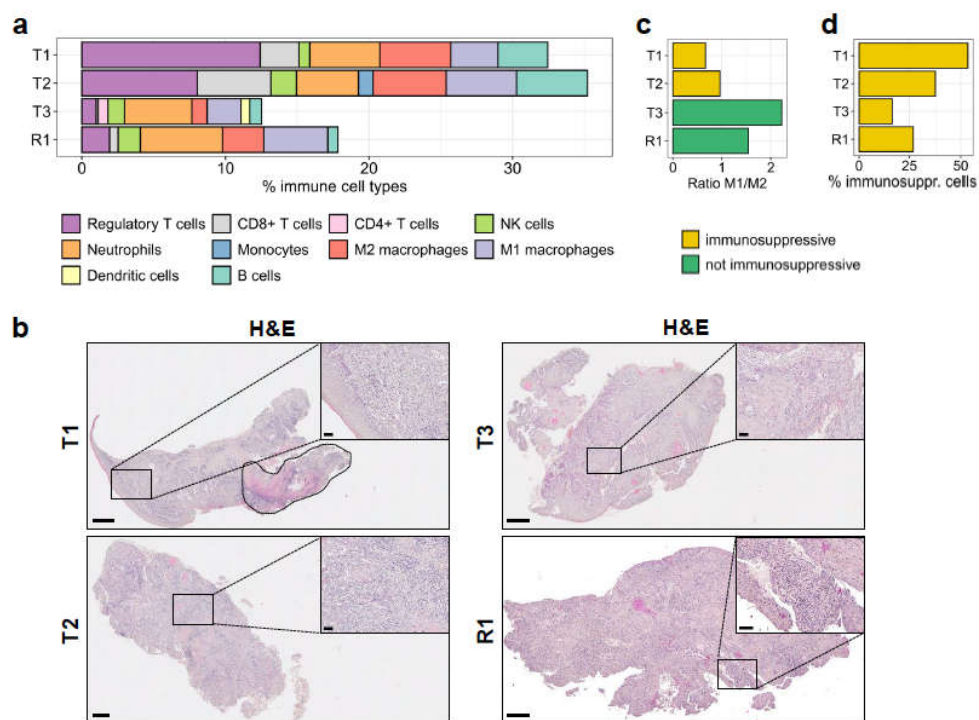 a
T1
T2
T3
R1
0 10 20 30
% immune cell types
Regulatory T cells CD8+ T cells CD4+ T cells NK cells
Neutrophils Monocytes M2 macrophages M1 macrophages
Dendritic cells B cells
c
T1
T2
T3
R1
0 1 2
Ratio M1/M2
d
T1
T2
T3
R1
0 25 50
% immunosuppr. cells
immunosuppressive
not immunosuppressive
b
H&E H&E
T1
T3
T2
R1